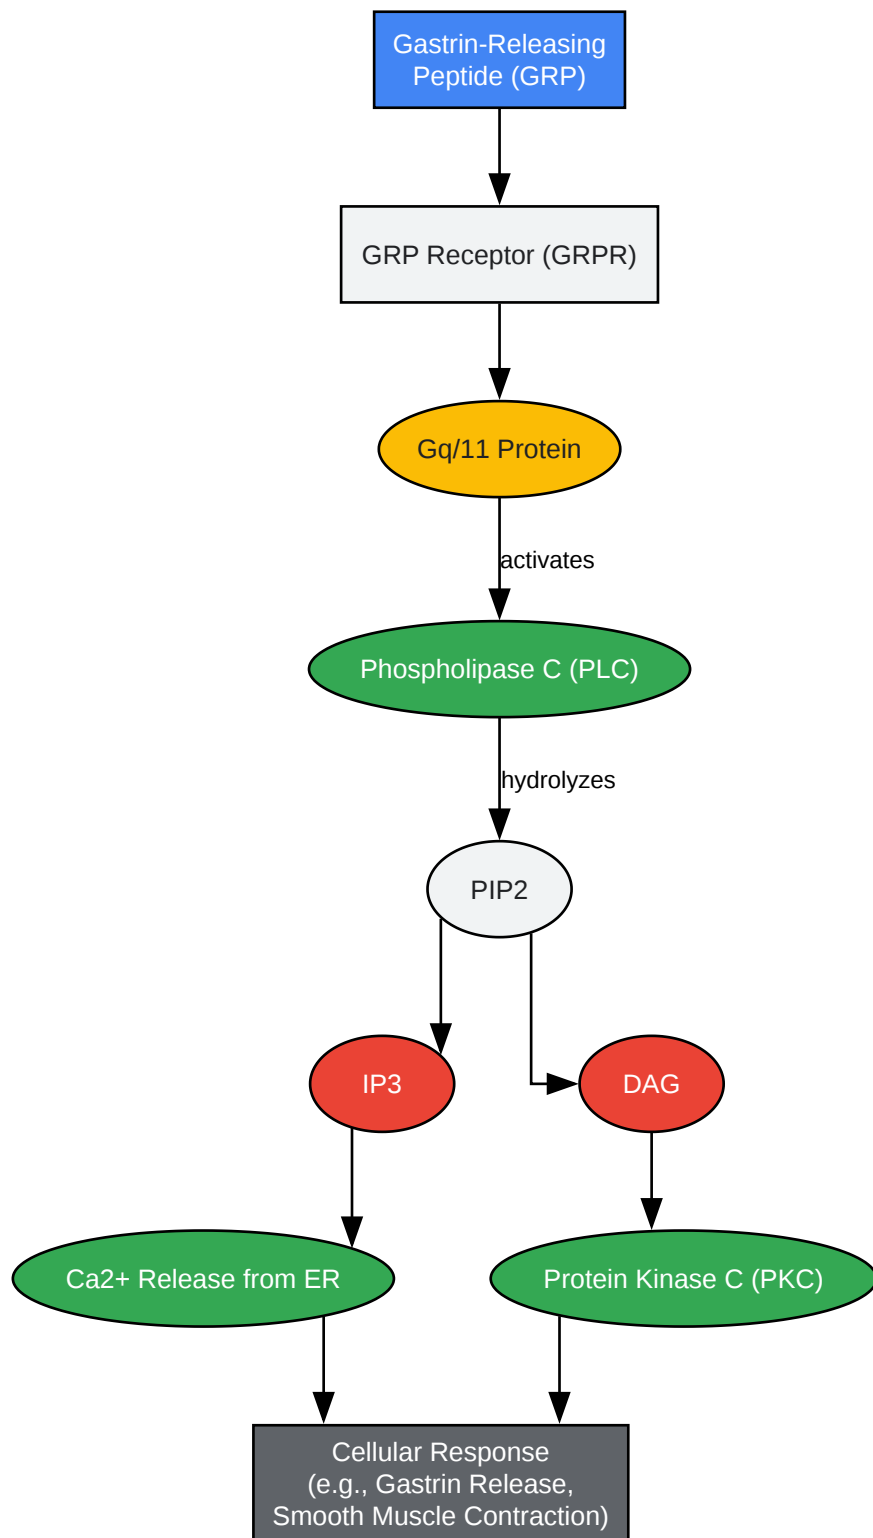 Gastrin-Releasing
Peptide (GRP)
GRP Receptor (GRPR)
Gq/11 Protein
activates
Phospholipase C (PLC)
hydrolyzes
PIP2
IP3
DAG
Ca2+ Release from ER
Protein Kinase C (PKC)
Cellular Response
(e.g., Gastrin Release,
Smooth Muscle Contraction)